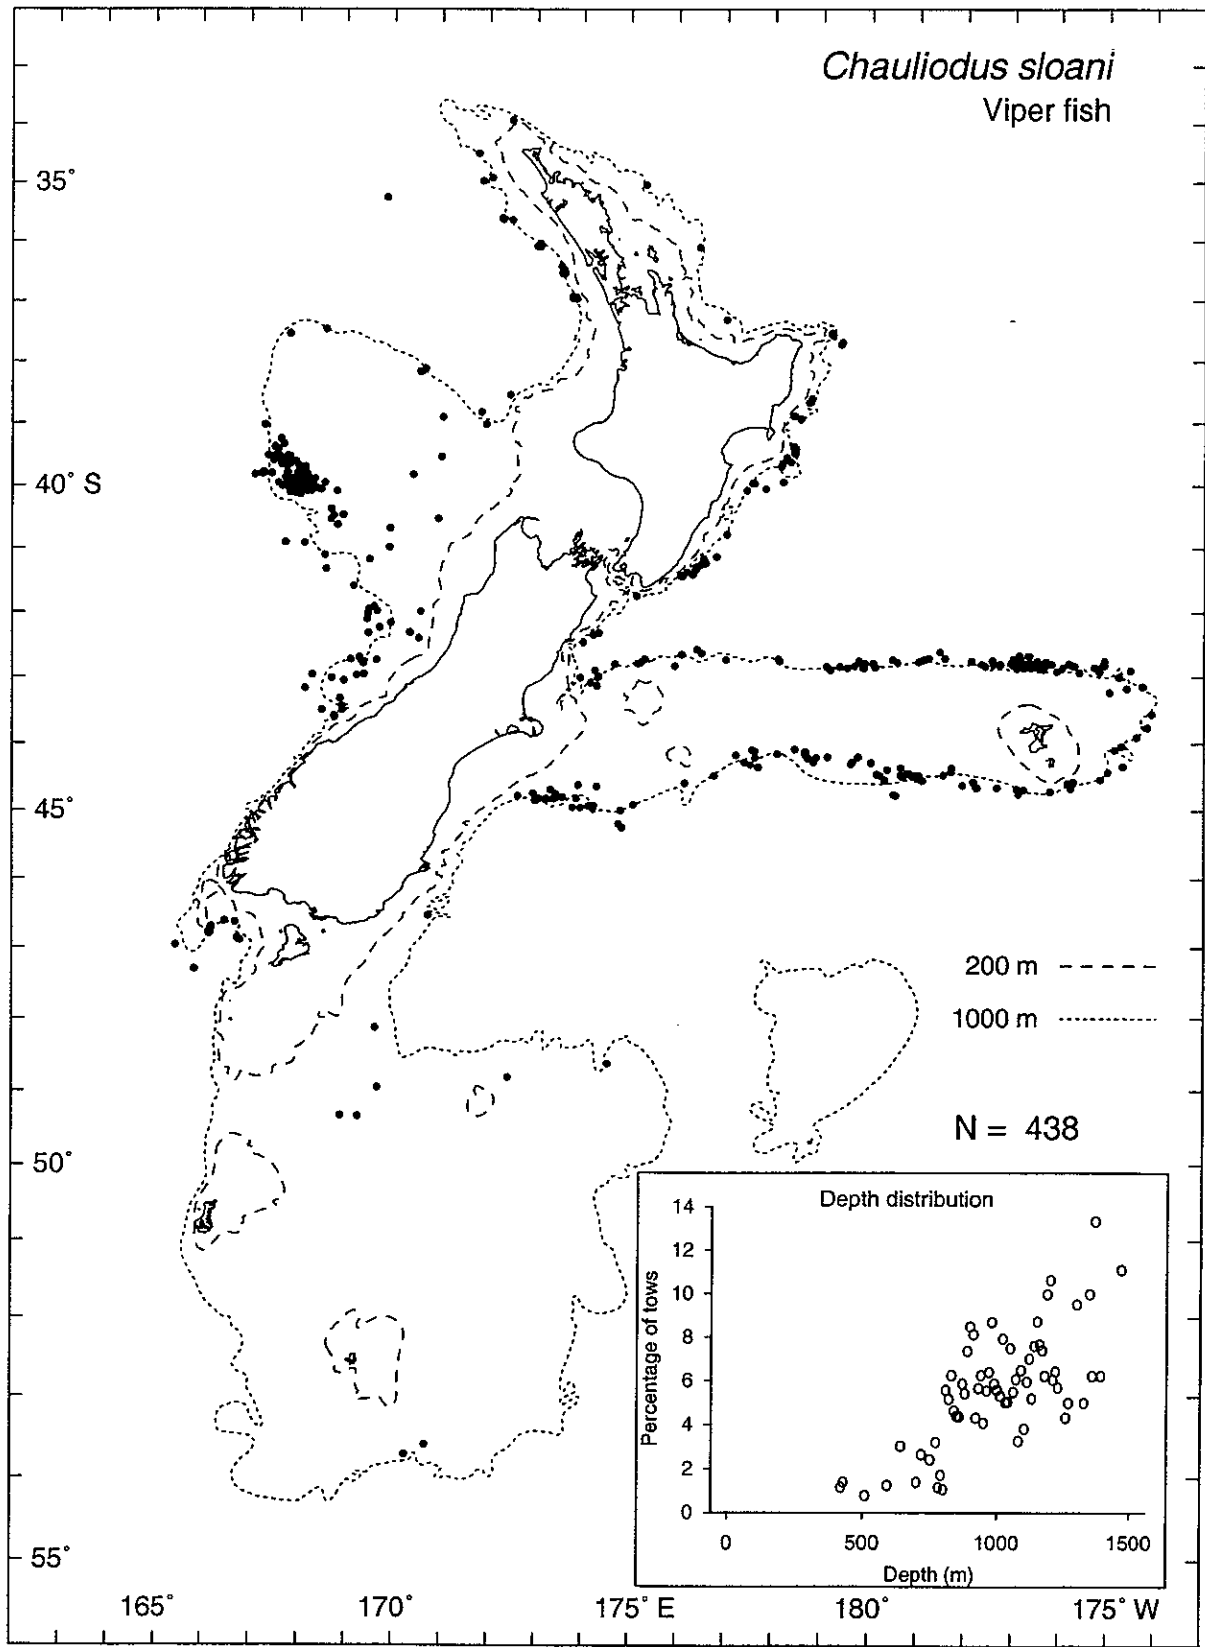 Chauliodus sloani
Viper fish
35°
40° S
45°
50°
55°
165°
170°
175° E
180°
175° W
200 m
1000 m
N = 438
Depth distribution
Percentage of tows
14
12
10
8
6
4
2
0
0
500
1000
1500
Depth (m)